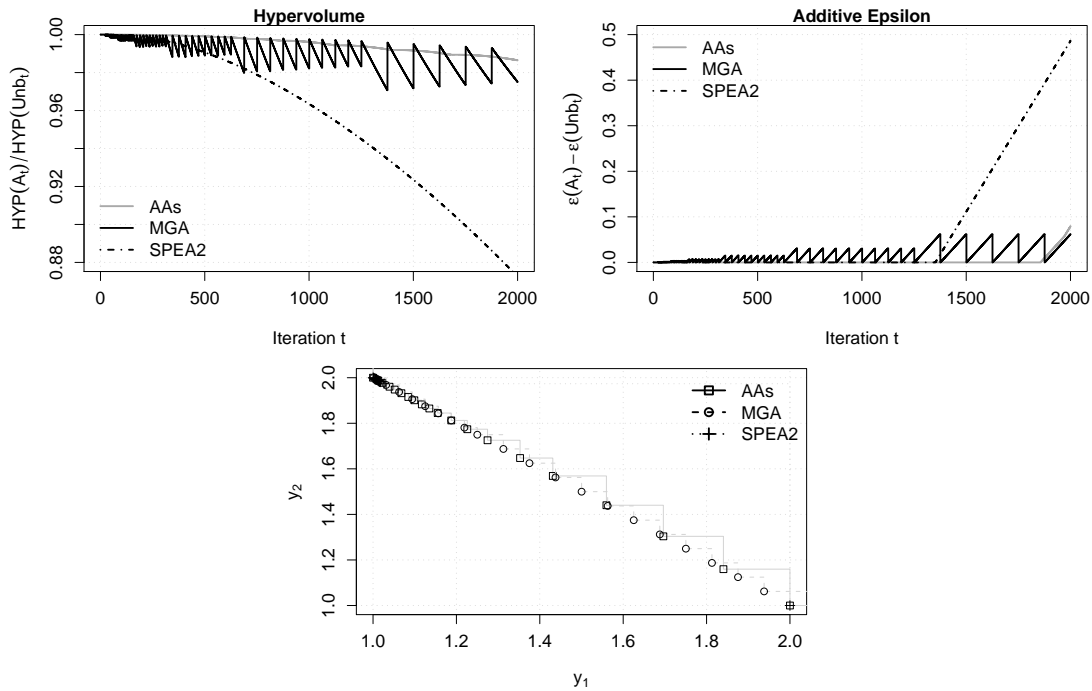 Hypervolume
HYP(At)/HYP(Unbt)
1.00
0.96
0.92
0.88
AAs
MGA
SPEA2
0 500 1000 1500 2000
Iteration t
Additive Epsilon
ε(At)−ε(Unbt)
0.5
0.4
0.3
0.2
0.1
0.0
AAs
MGA
SPEA2
0 500 1000 1500 2000
Iteration t
y2
2.0
1.8
1.6
1.4
1.2
1.0
AAs
MGA
SPEA2
1.0 1.2 1.4 1.6 1.8 2.0
y1